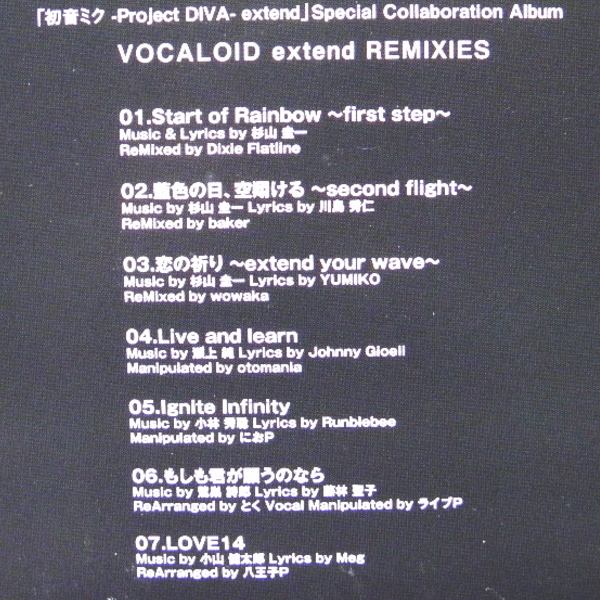 「初音ミク -Project DIVA- extend」Special Collaboration Album
VOCALOID extend REMIXIES
01.Start of Rainbow ～first step～
Music & Lyrics by 杉山 圭一
ReMixed by Dixie Flatline
02.藍色の日、空翔ける ～second flight～
Music by 杉山 圭一 Lyrics by 川島 秀仁
ReMixed by baker
03.恋の祈り ～extend your wave～
Music by 杉山 圭一 Lyrics by YUMIKO
ReMixed by wowaka
04.Live and learn
Music by 瀬上 純 Lyrics by Johnny Gioeli
Manipulated by otomania
05.Ignite Infinity
Music by 小林 秀聡 Lyrics by Runblebee
Manipulated by におP
06.もしも君が願うのなら
Music by 光吉 Lyrics by 藤林 聖子
ReArranged by とく Vocal Manipulated by ライブP
07.LOVE14
Music by 小山 健太郎 Lyrics by Meg
ReArranged by 八王子P